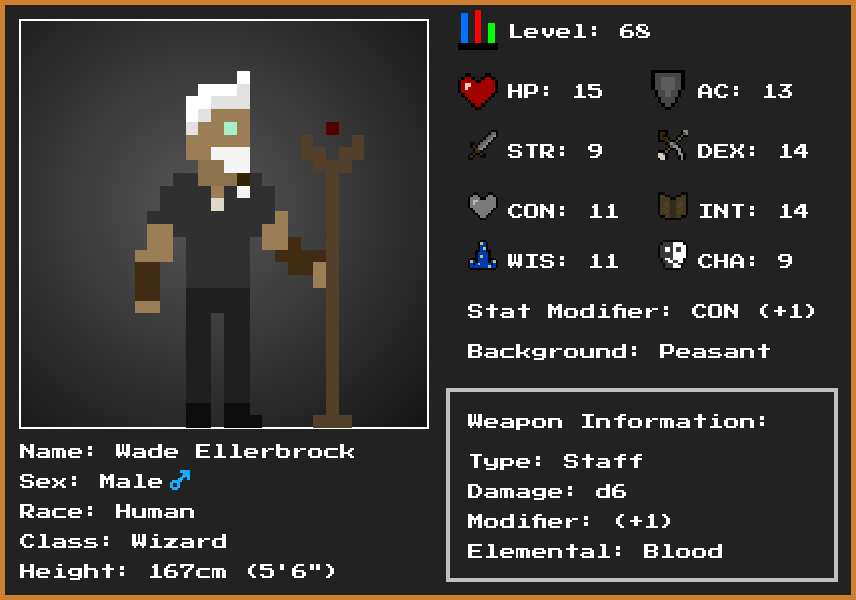 Level: 68
HP: 15
AC: 13
STR: 9
DEX: 14
CON: 11
INT: 14
WIS: 11
CHA: 9
Stat Modifier: CON (+1)
Background: Peasant
Weapon Information:
Type: Staff
Damage: d6
Modifier: (+1)
Elemental: Blood
Name: Wade Ellerbrock
Sex: Male♂
Race: Human
Class: Wizard
Height: 167cm (5'6")